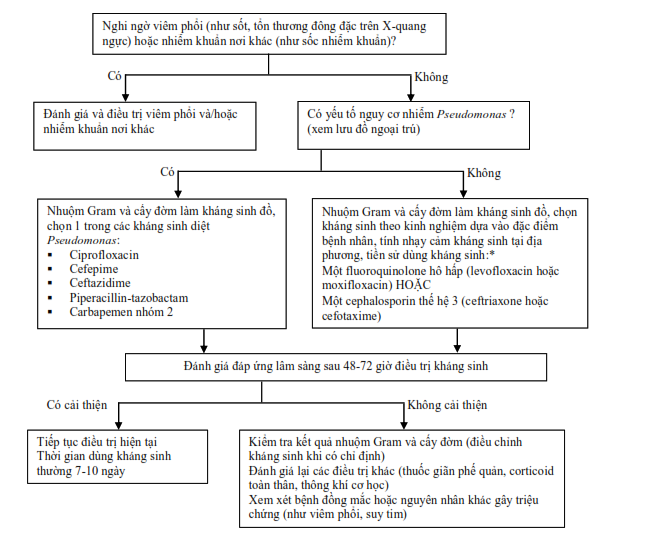 Nghi ngờ viêm phổi (như sốt, tổn thương đông đặc trên X-quang
ngực) hoặc nhiễm khuẩn nơi khác (như sốc nhiễm khuẩn)?
Có
Không
Đánh giá và điều trị viêm phổi và/hoặc
nhiễm khuẩn nơi khác
Có yếu tố nguy cơ nhiễm Pseudomonas ?
(xem lưu đồ ngoại trú)
Có
Không
Nhuộm Gram và cấy đờm làm kháng sinh đồ,
chọn 1 trong các kháng sinh diệt
Pseudomonas:
▪ Ciprofloxacin
▪ Cefepime
▪ Ceftazidime
▪ Piperacillin-tazobactam
▪ Carbapemen nhóm 2
Nhuộm Gram và cấy đờm làm kháng sinh đồ, chọn
kháng sinh theo kinh nghiệm dựa vào đặc điểm
bệnh nhân, tính nhạy cảm kháng sinh tại địa
phương, tiền sử dùng kháng sinh:*
Một fluoroquinolone hô hấp (levofloxacin hoặc
moxifloxacin) HOẶC
Một cephalosporin thế hệ 3 (ceftriaxone hoặc
cefotaxime)
Đánh giá đáp ứng lâm sàng sau 48-72 giờ điều trị kháng sinh
Có cải thiện
Không cải thiện
Tiếp tục điều trị hiện tại
Thời gian dùng kháng sinh
thường 7-10 ngày
Kiểm tra kết quả nhuộm Gram và cấy đờm (điều chỉnh
kháng sinh khi có chỉ định)
Đánh giá lại các điều trị khác (thuốc giãn phế quản, corticoid
toàn thân, thông khí cơ học)
Xem xét bệnh đồng mắc hoặc nguyên nhân khác gây triệu
chứng (như viêm phổi, suy tim)